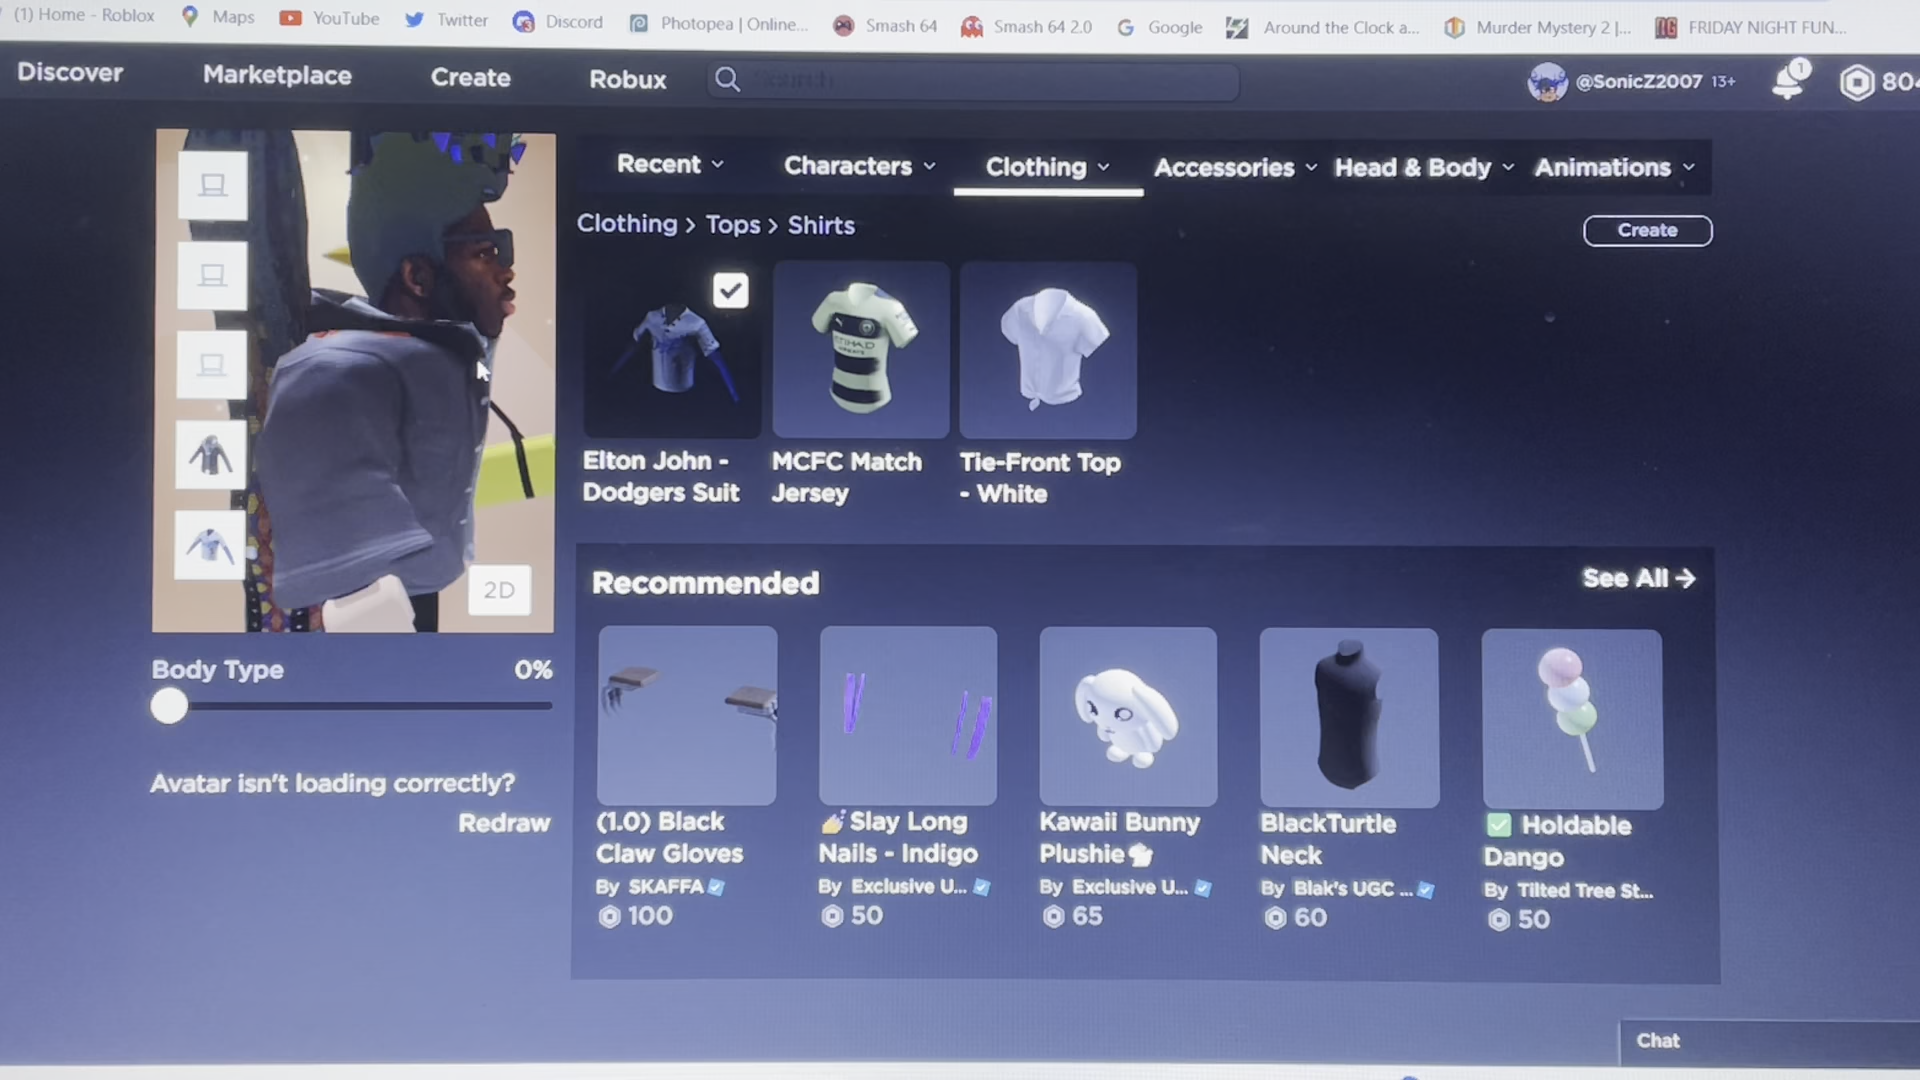 (1) Home - Roblox
Maps
YouTube
Twitter
Discord
Photopea | Online...
Smash 64
Smash 64 2.0
Google
Around the Clock a...
Murder Mystery 2 |...
FRIDAY NIGHT FUN...
Discover
Marketplace
Create
Robux
Search
@SonicZ2007 13+
1
Recent
Characters
Clothing
Accessories
Head & Body
Animations
Clothing > Tops > Shirts
Create
ETIHAD
Elton John -
Dodgers Suit
MCFC Match
Jersey
Tie-Front Top
- White
2D
Body Type 0%
Avatar isn't loading correctly?
Redraw
Recommended
See All →
(1.0) Black
Claw Gloves
By SKAFFA
100
💅 Slay Long
Nails - Indigo
By Exclusive U...
50
Kawaii Bunny
Plushie
By Exclusive U...
65
BlackTurtle
Neck
By Blak's UGC ...
60
✅ Holdable
Dango
By Tilted Tree St...
50
Chat